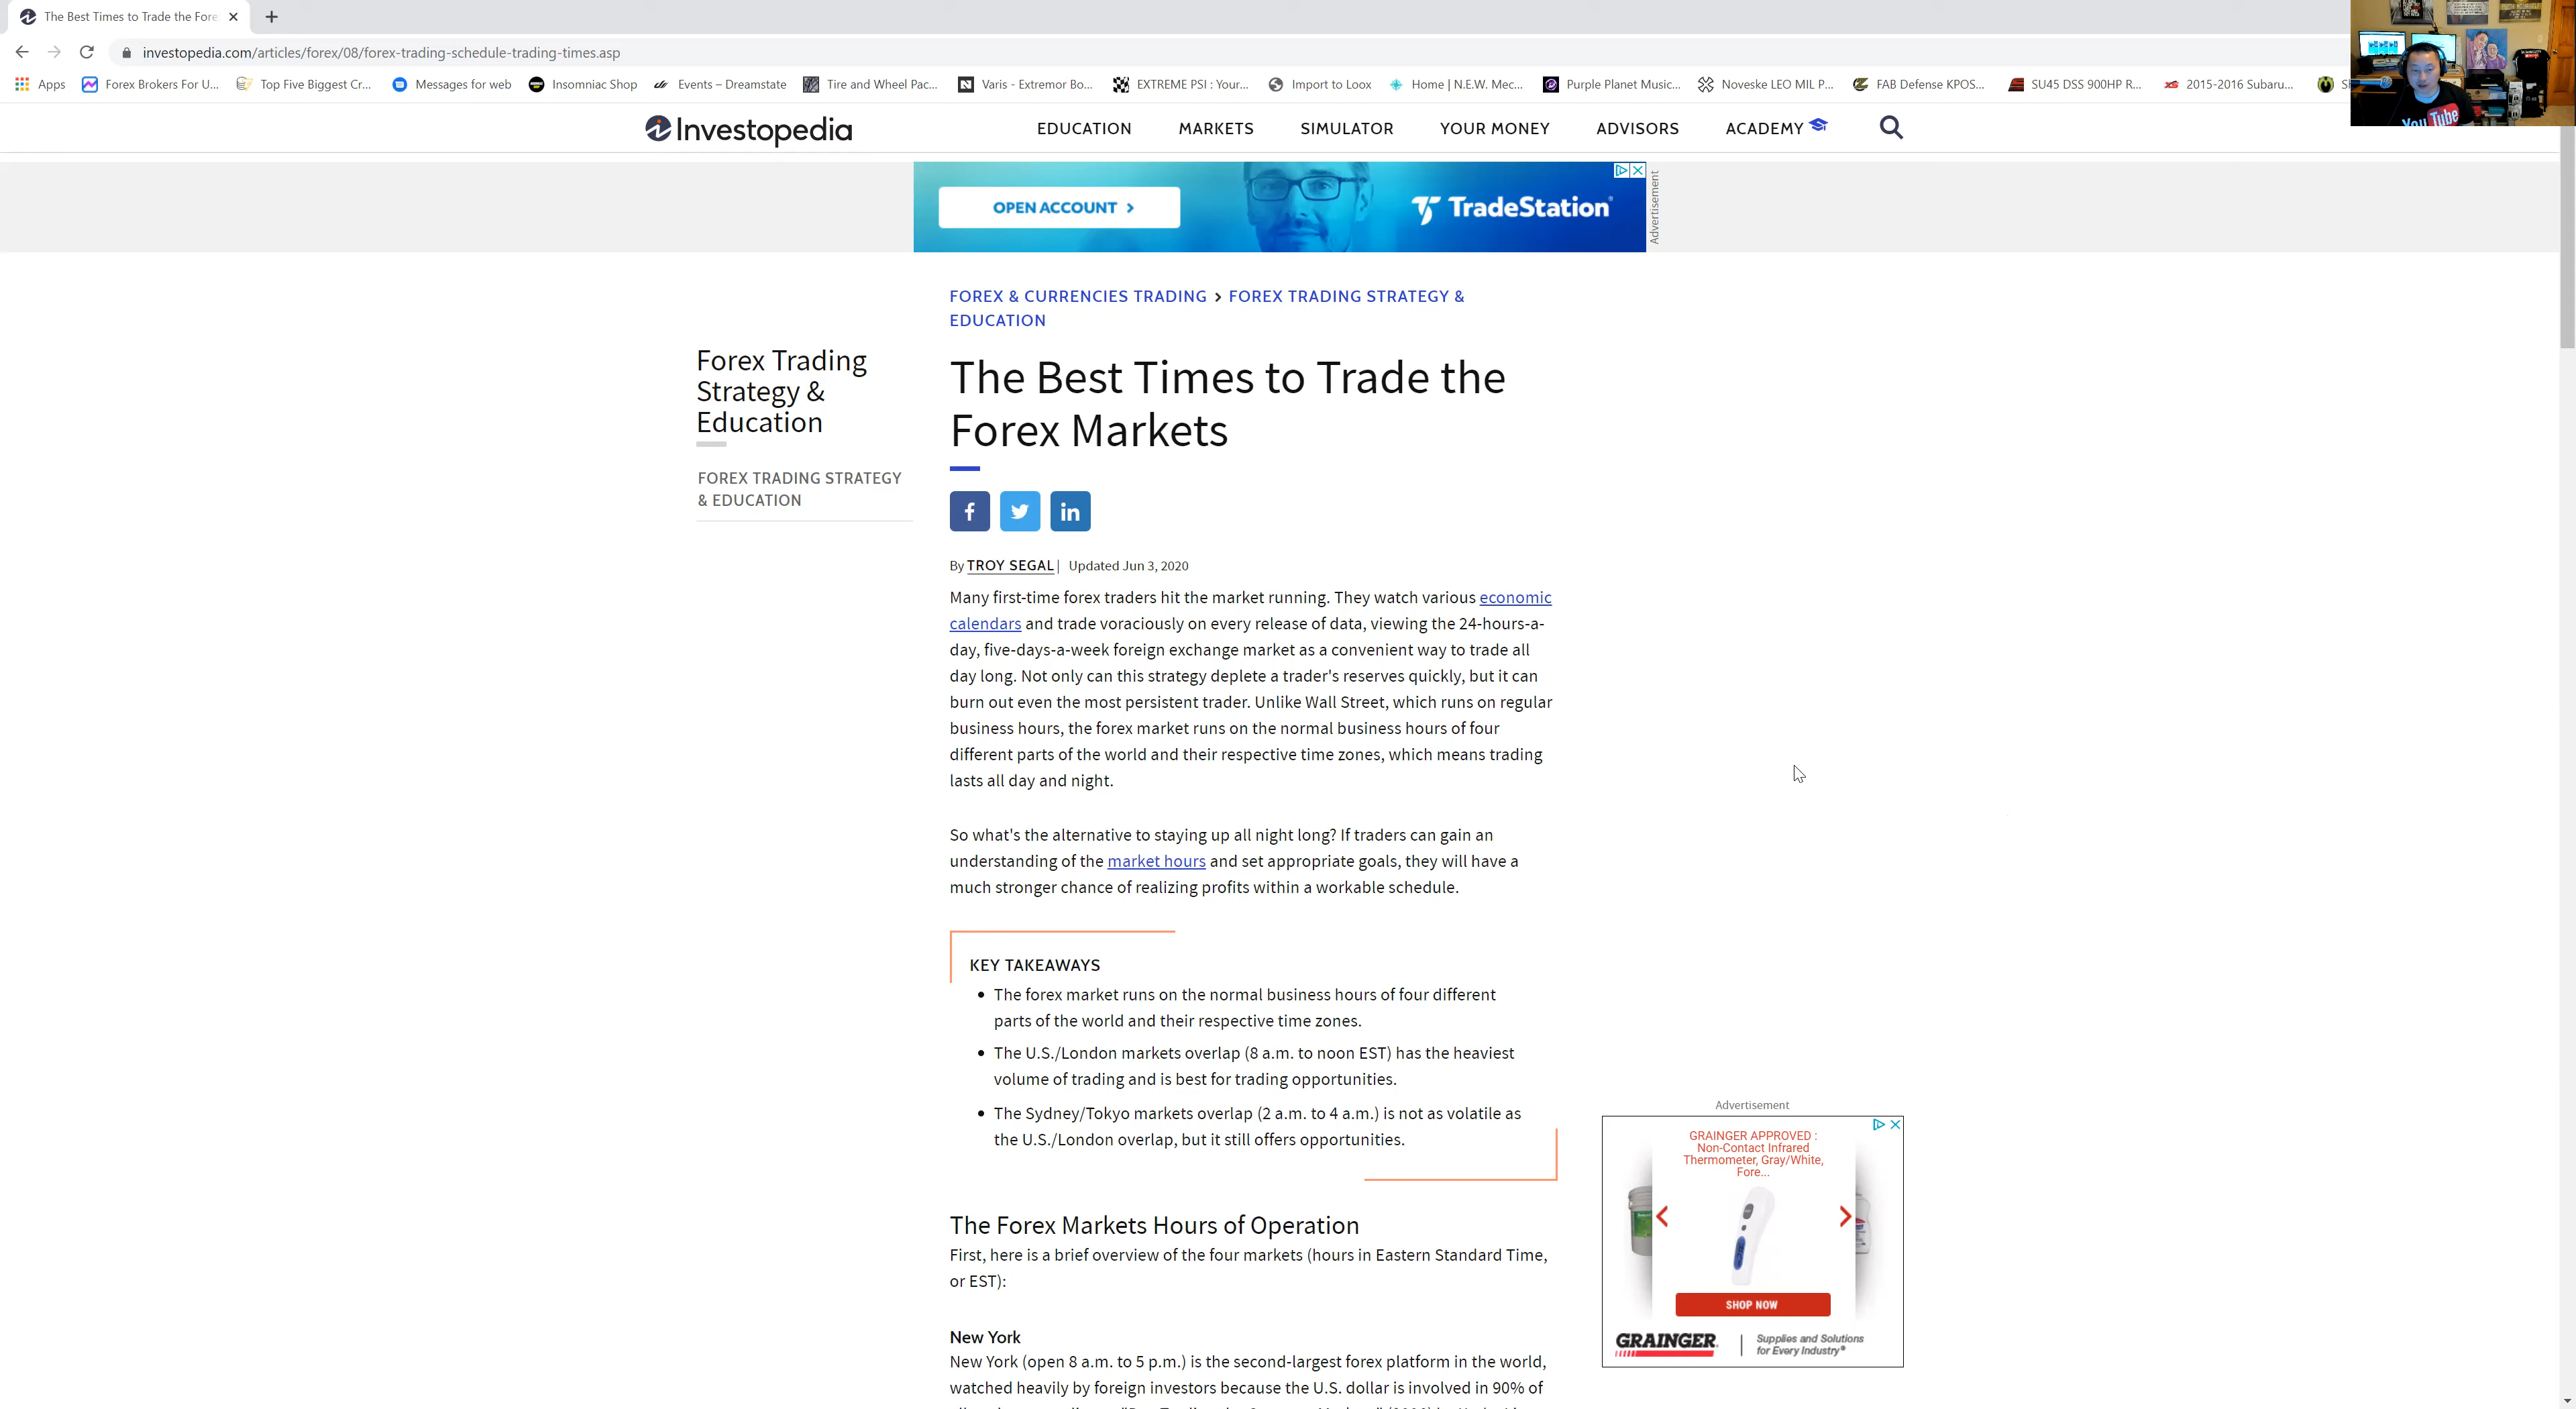 The Best Times to Trade the Fore
investopedia.com/articles/forex/08/forex-trading-schedule-trading-times.asp
Apps Forex Brokers For U... Top Five Biggest Cr... Messages for web Insomniac Shop Events – Dreamstate Tire and Wheel Pac... Varis - Extremor Bo... EXTREME PSI : Your... Import to Loox Home | N.E.W. Mec... Purple Planet Music... Noveske LEO MIL P... FAB Defense KPOS... SU45 DSS 900HP R... 2015-2016 Subaru...
You Tube
Investopedia
EDUCATION MARKETS SIMULATOR YOUR MONEY ADVISORS ACADEMY
OPEN ACCOUNT >
TradeStation
Advertisement
FOREX & CURRENCIES TRADING > FOREX TRADING STRATEGY &
EDUCATION
Forex Trading
Strategy &
Education
FOREX TRADING STRATEGY
& EDUCATION
The Best Times to Trade the
Forex Markets
f in
By TROY SEGAL | Updated Jun 3, 2020
Many first-time forex traders hit the market running. They watch various economic
calendars and trade voraciously on every release of data, viewing the 24-hours-a-
day, five-days-a-week foreign exchange market as a convenient way to trade all
day long. Not only can this strategy deplete a trader's reserves quickly, but it can
burn out even the most persistent trader. Unlike Wall Street, which runs on regular
business hours, the forex market runs on the normal business hours of four
different parts of the world and their respective time zones, which means trading
lasts all day and night.
So what's the alternative to staying up all night long? If traders can gain an
understanding of the market hours and set appropriate goals, they will have a
much stronger chance of realizing profits within a workable schedule.
KEY TAKEAWAYS
• The forex market runs on the normal business hours of four different
parts of the world and their respective time zones.
• The U.S./London markets overlap (8 a.m. to noon EST) has the heaviest
volume of trading and is best for trading opportunities.
• The Sydney/Tokyo markets overlap (2 a.m. to 4 a.m.) is not as volatile as
the U.S./London overlap, but it still offers opportunities.
The Forex Markets Hours of Operation
First, here is a brief overview of the four markets (hours in Eastern Standard Time,
or EST):
New York
New York (open 8 a.m. to 5 p.m.) is the second-largest forex platform in the world,
watched heavily by foreign investors because the U.S. dollar is involved in 90% of
Advertisement
GRAINGER APPROVED :
Non-Contact Infrared
Thermometer, Gray/White,
Fore...
SHOP NOW
GRAINGER
Supplies and Solutions
for Every Industry®